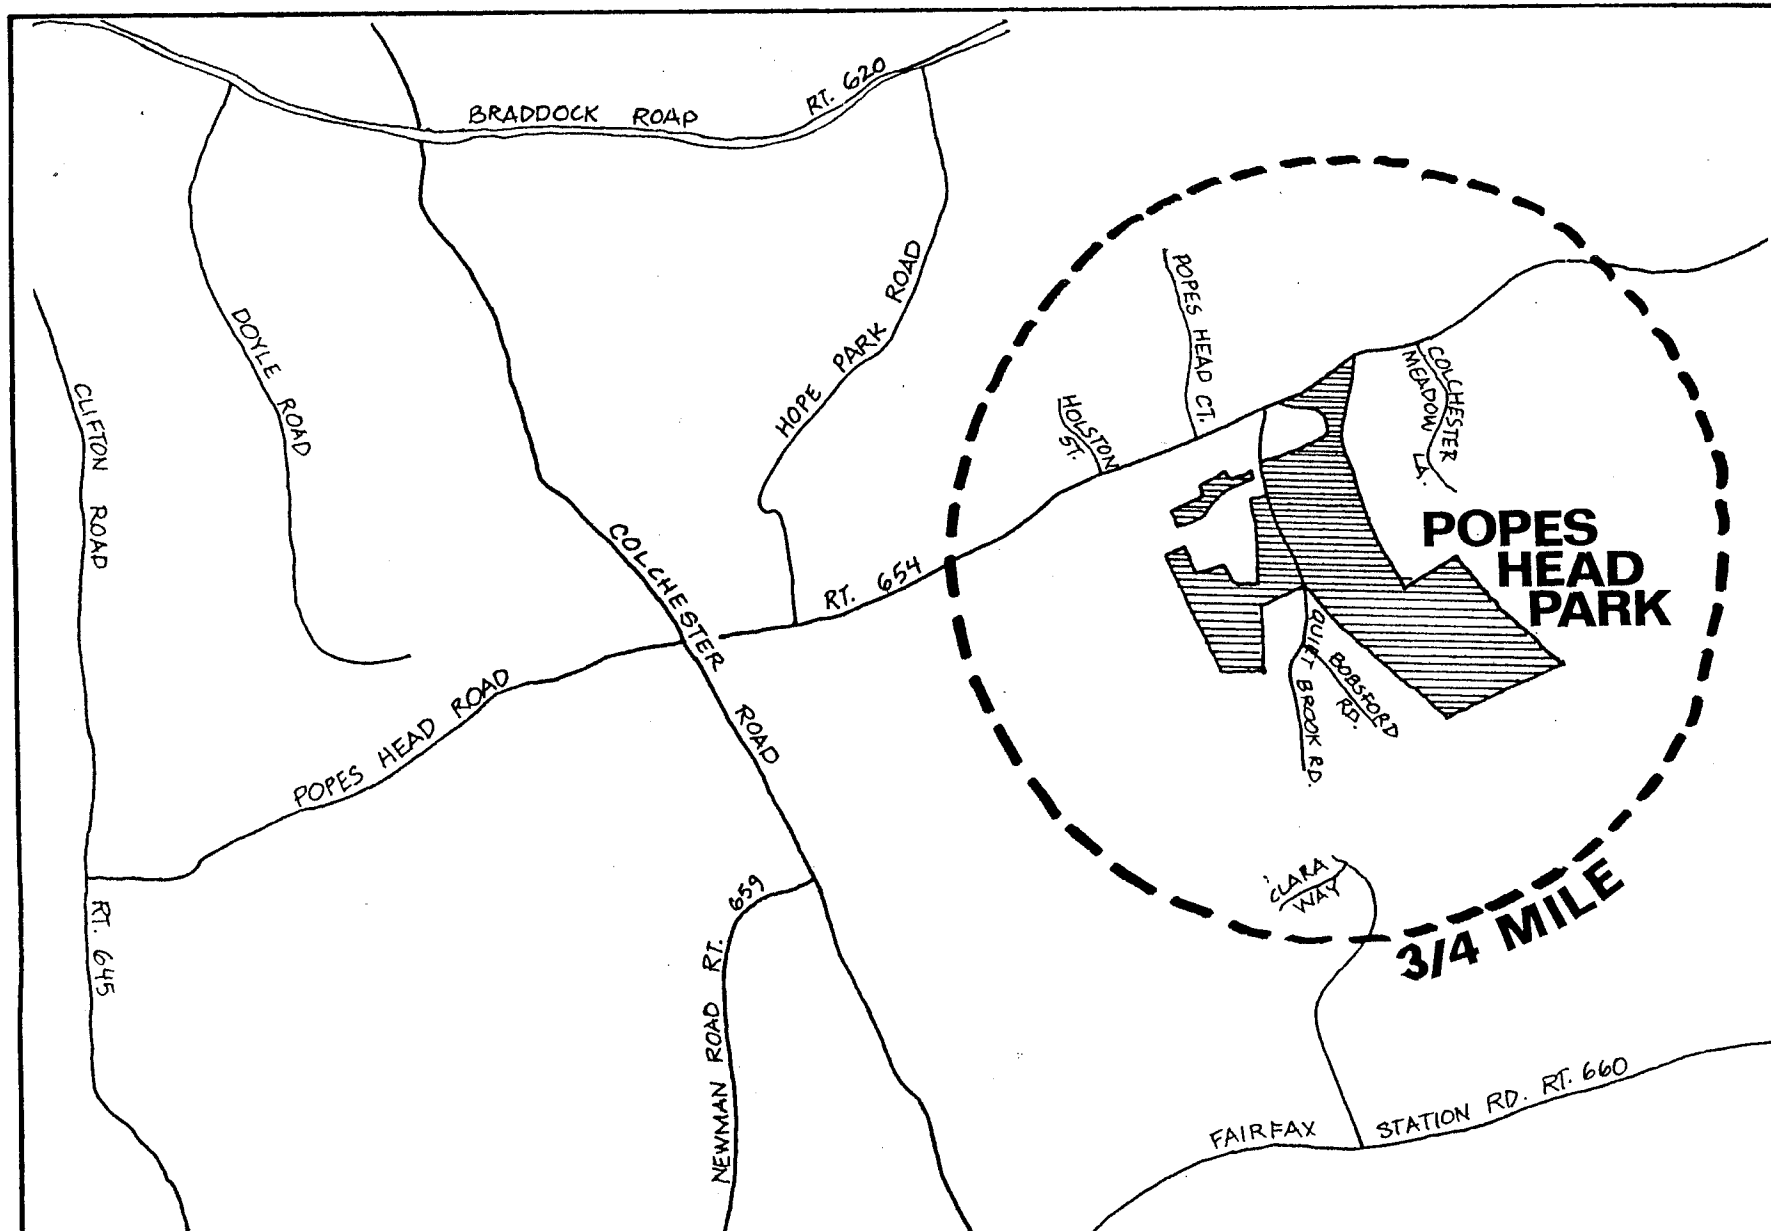 BRADDOCK ROAD
RT. 620
DOYLE ROAD
HOPE PARK ROAD
POPES HEAD CT.
HOLSTON
ST.
COLCHESTER
MEADOW LA.
CLIFTON ROAD
COLCHESTER ROAD
RT. 654
POPES
HEAD
PARK
QUIET BROOK RD.
BOBSFORD
RD.
POPES HEAD ROAD
RT. 645
NEWMAN ROAD RT. 659
CLARA
WAY
3/4 MILE
FAIRFAX STATION RD. RT. 660